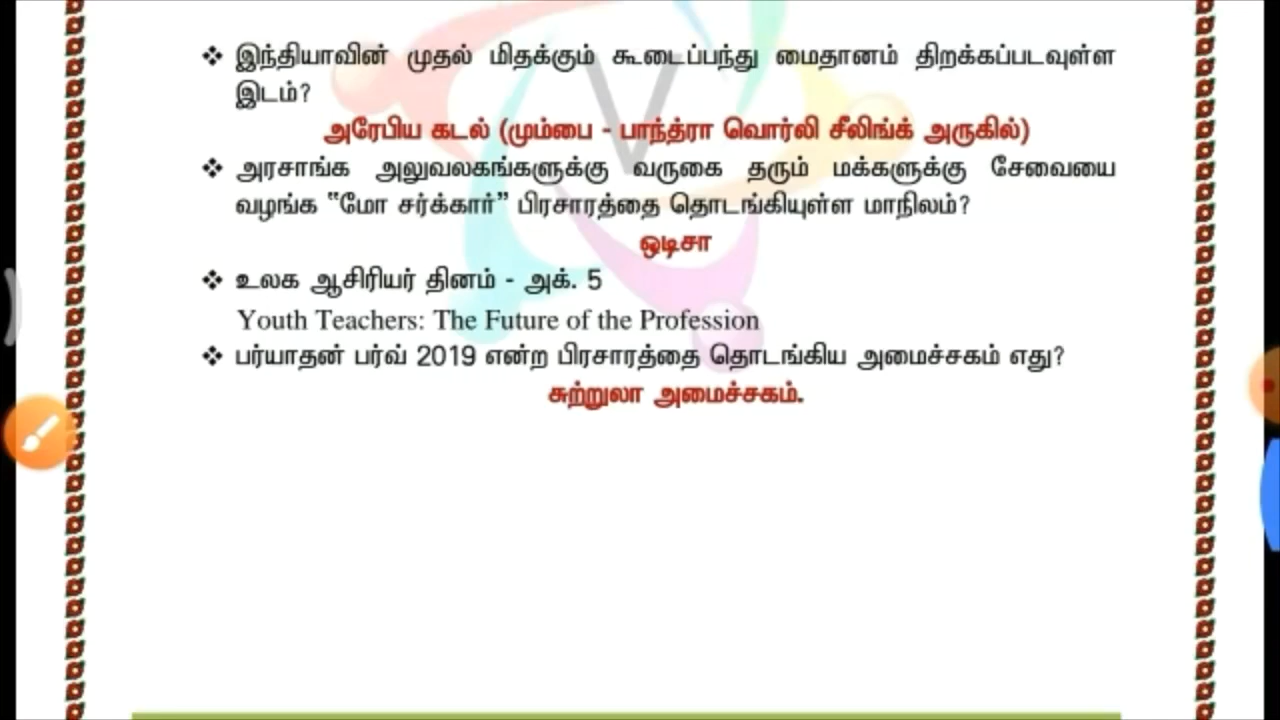 ❖ இந்தியாவின் முதல் மிதக்கும் கூடைப்பந்து மைதானம் திறக்கப்படவுள்ள
இடம்?
அரேபிய கடல் (மும்பை - பாந்த்ரா வொர்லி சீலிங்க் அருகில்)
❖ அரசாங்க அலுவலகங்களுக்கு வருகை தரும் மக்களுக்கு சேவையை
வழங்க "மோ சர்க்கார்" பிரசாரத்தை தொடங்கியுள்ள மாநிலம்?
ஒடிசா
❖ உலக ஆசிரியர் தினம் - அக். 5
Youth Teachers: The Future of the Profession
❖ பர்யாதன் பர்வ் 2019 என்ற பிரசாரத்தை தொடங்கிய அமைச்சகம் எது?
சுற்றுலா அமைச்சகம்.